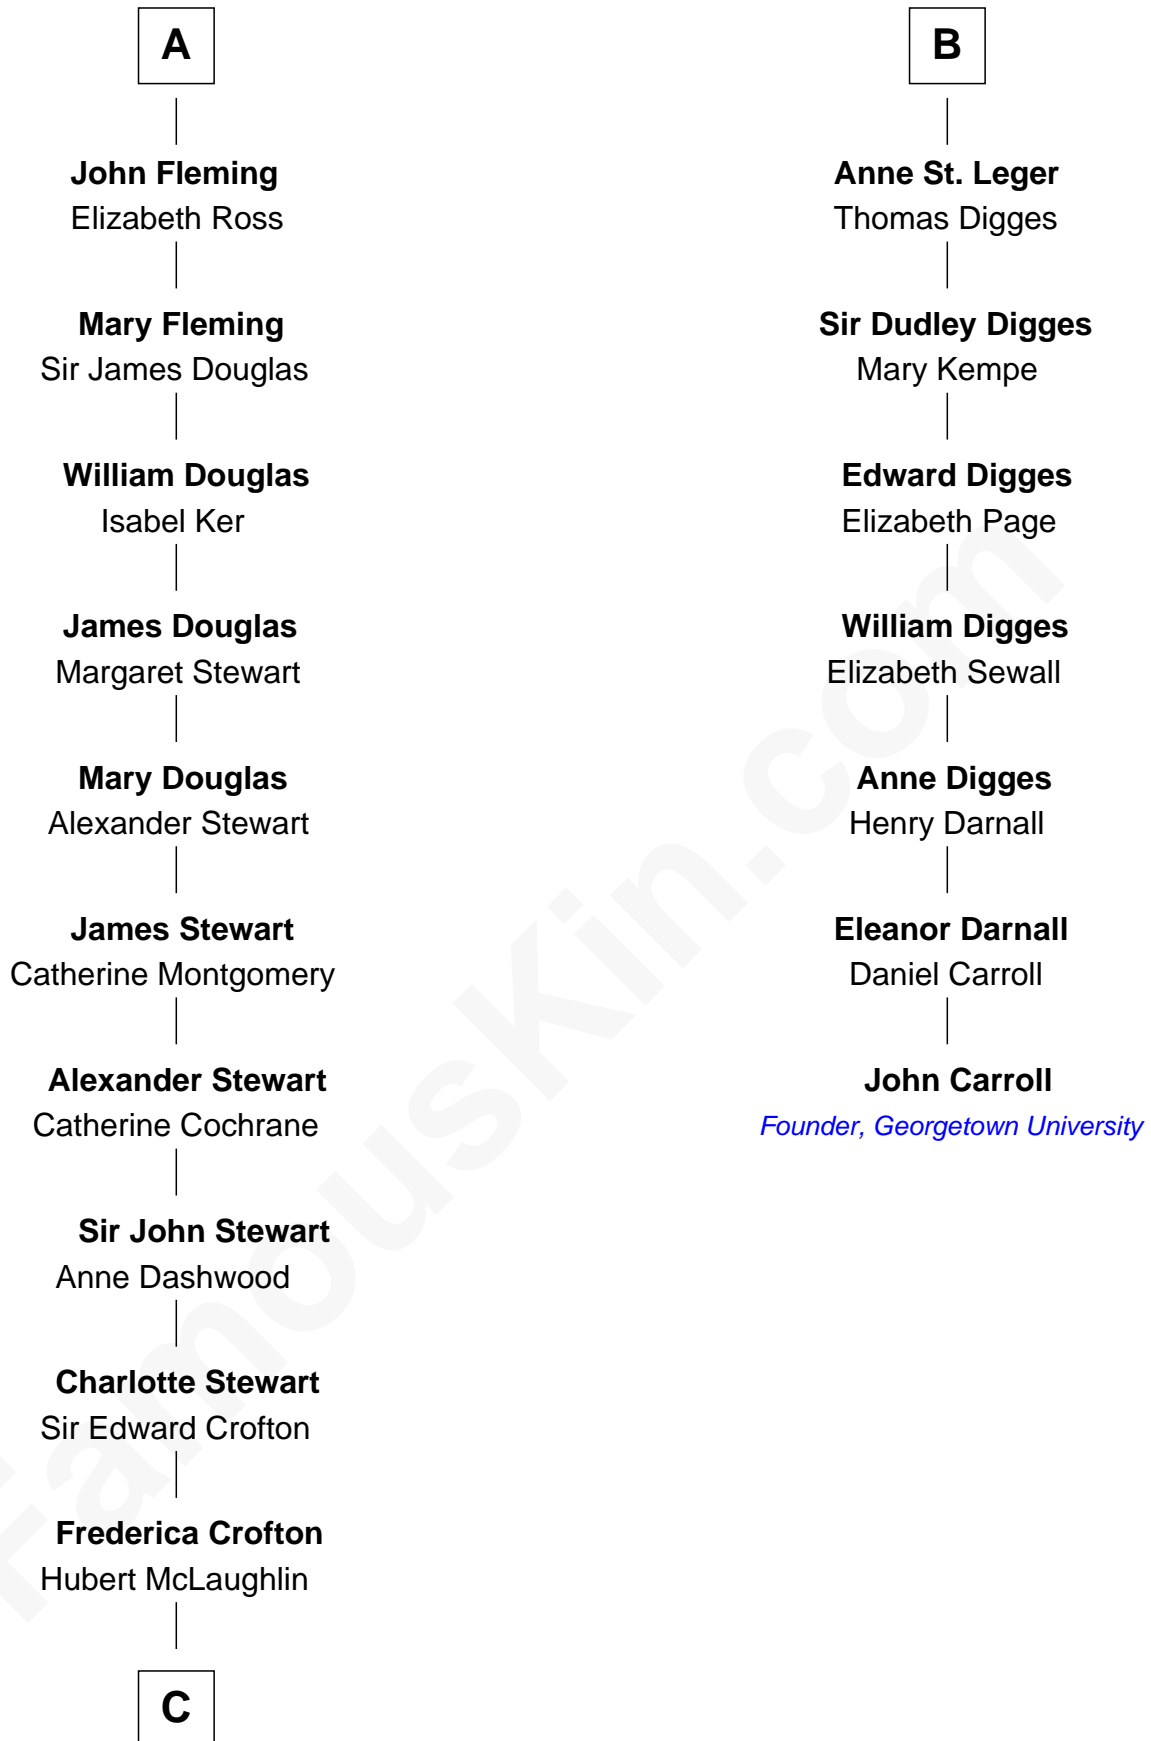 A
John Fleming
Elizabeth Ross
Mary Fleming
Sir James Douglas
William Douglas
Isabel Ker
James Douglas
Margaret Stewart
Mary Douglas
Alexander Stewart
James Stewart
Catherine Montgomery
Alexander Stewart
Catherine Cochrane
Sir John Stewart
Anne Dashwood
Charlotte Stewart
Sir Edward Crofton
Frederica Crofton
Hubert McLaughlin
C
B
Anne St. Leger
Thomas Digges
Sir Dudley Digges
Mary Kempe
Edward Digges
Elizabeth Page
William Digges
Elizabeth Sewall
Anne Digges
Henry Darnall
Eleanor Darnall
Daniel Carroll
John Carroll
Founder, Georgetown University
FamousKin.com